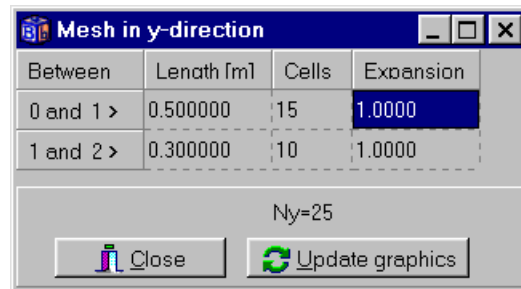 Mesh in y-direction
Between Length [m] Cells Expansion
0 and 1 > 0.500000 15 1.0000
1 and 2 > 0.300000 10 1.0000
Ny=25
Close Update graphics